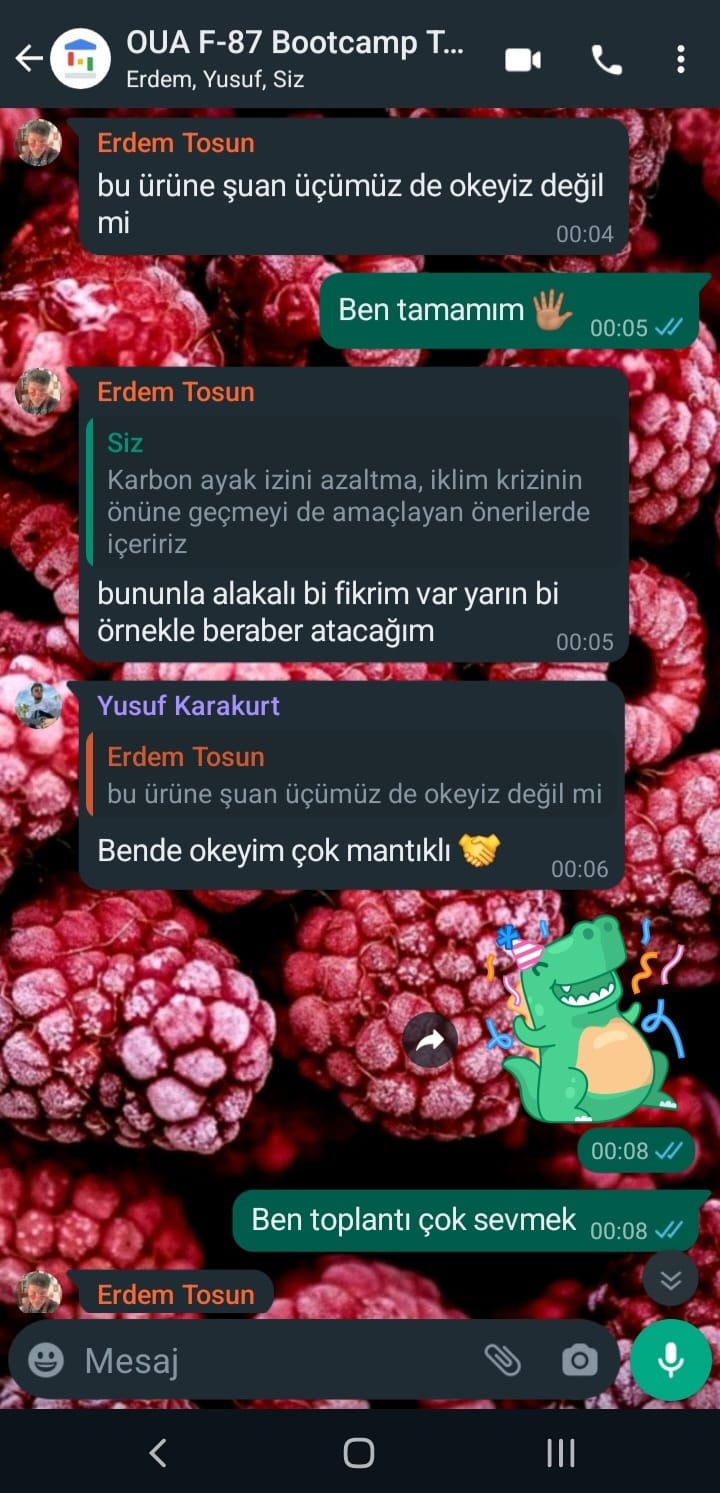 OUA F-87 Bootcamp T...
Erdem, Yusuf, Siz
Erdem Tosun
bu ürüne şuan üçümüz de okeyiz değil
mi
00:04
Ben tamamım 🖐🏽
00:05
Erdem Tosun
Siz
Karbon ayak izini azaltma, iklim krizinin
önüne geçmeyi de amaçlayan önerilerde
içeririz
bununla alakalı bi fikrim var yarın bi
örnekle beraber atacağım
00:05
Yusuf Karakurt
Erdem Tosun
bu ürüne şuan üçümüz de okeyiz değil mi
Bende okeyim çok mantıklı 🤝
00:06
00:08
Ben toplantı çok sevmek
00:08
Erdem Tosun
Mesaj